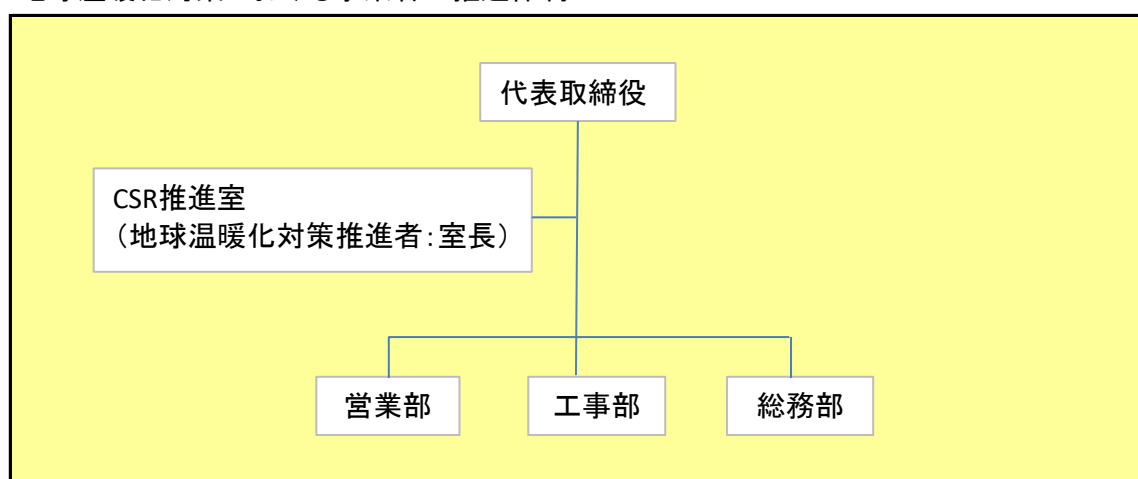 代表取締役
CSR推進室
（地球温暖化対策推進者：室長）
営業部
工事部
総務部